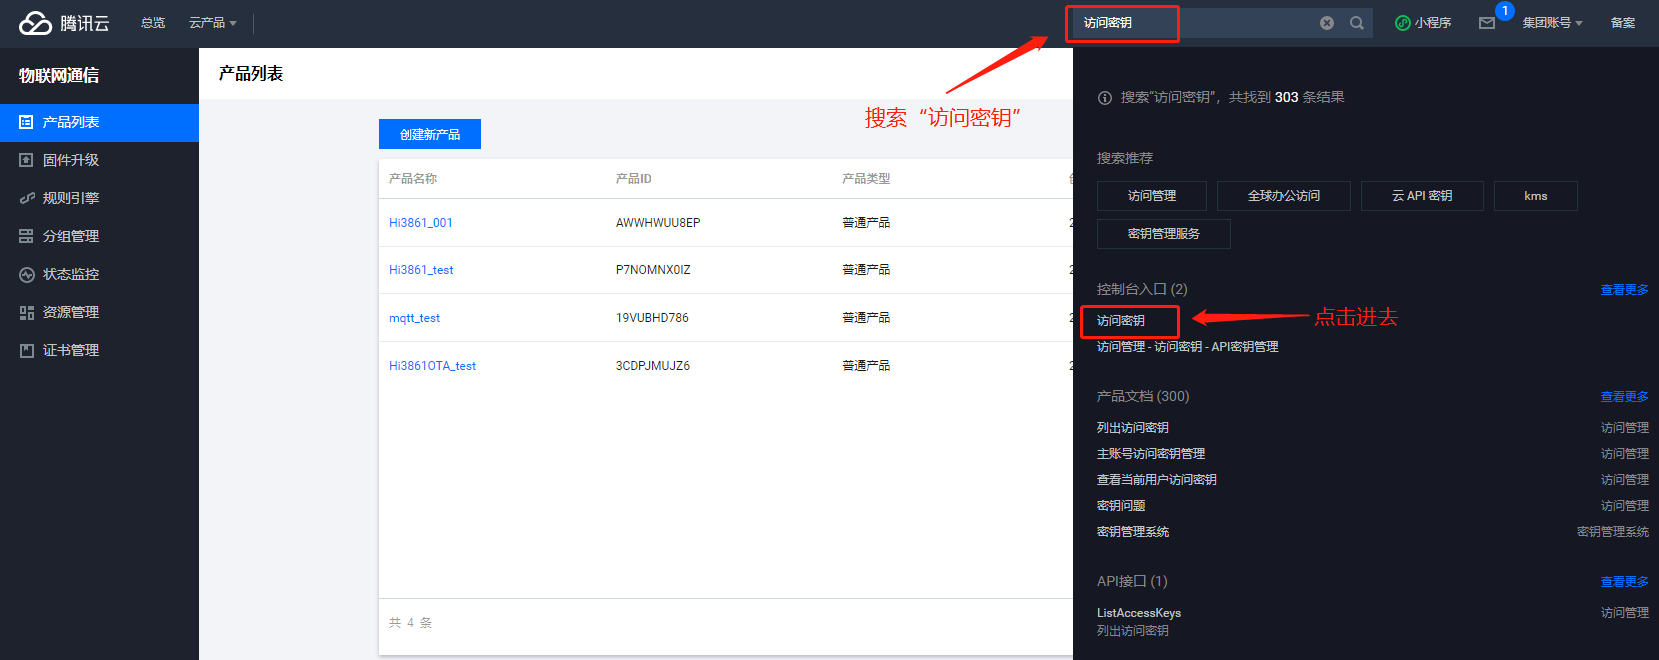 腾讯云
总览
云产品
访问密钥
小程序
1
集团账号
备案
物联网通信
产品列表
固件升级
规则引擎
分组管理
状态监控
资源管理
证书管理
产品列表
搜索“访问密钥”
创建新产品
产品名称 产品ID 产品类型
Hi3861_001 AWWHWUU8EP 普通产品 2
Hi3861_test P7NOMNX0IZ 普通产品 2
mqtt_test 19VUBHD786 普通产品 2
Hi3861OTA_test 3CDPJMUJZ6 普通产品 2
共 4 条
搜索“访问密钥”，共找到 303 条结果
搜索推荐
访问管理 全球办公访问 云 API 密钥 kms
密钥管理服务
控制台入口 (2) 查看更多
访问密钥
点击进去
访问管理 - 访问密钥 - API密钥管理
产品文档 (300) 查看更多
列出访问密钥 访问管理
主账号访问密钥管理 访问管理
查看当前用户访问密钥 访问管理
密钥问题 访问管理
密钥管理系统 密钥管理系统
API接口 (1) 查看更多
ListAccessKeys 访问管理
列出访问密钥